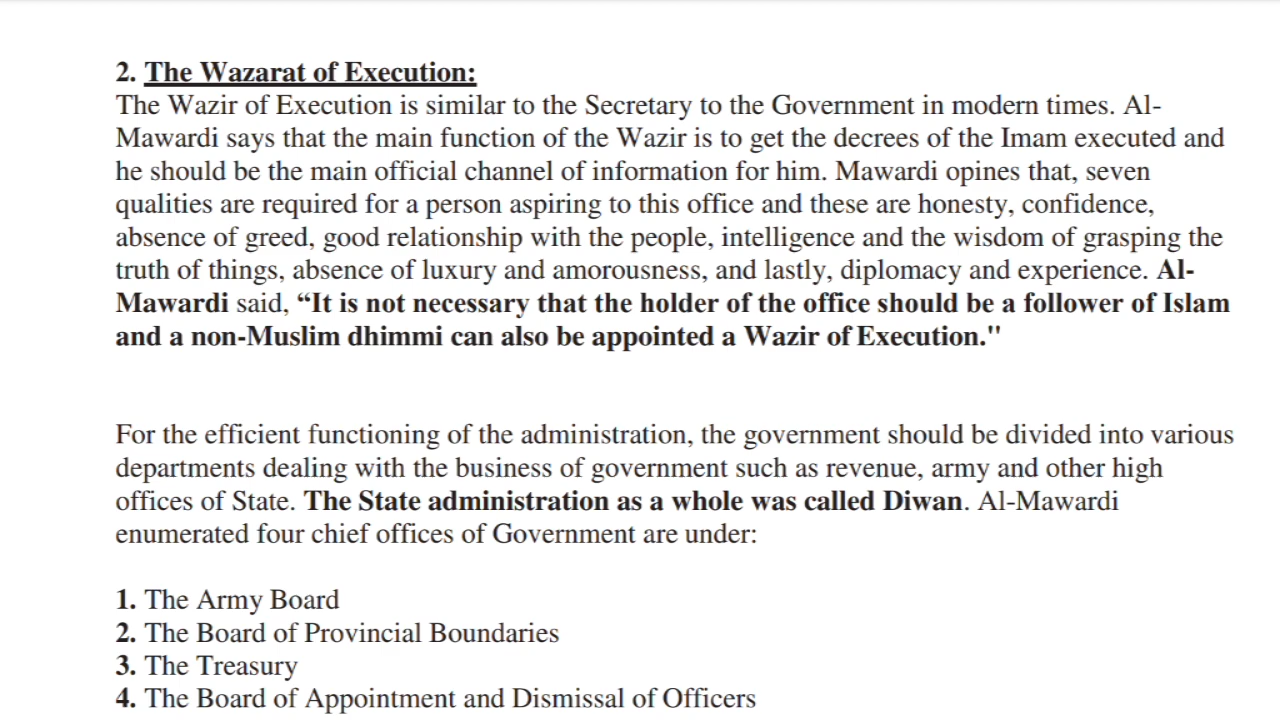 2. The Wazarat of Execution:
The Wazir of Execution is similar to the Secretary to the Government in modern times. Al-
Mawardi says that the main function of the Wazir is to get the decrees of the Imam executed and
he should be the main official channel of information for him. Mawardi opines that, seven
qualities are required for a person aspiring to this office and these are honesty, confidence,
absence of greed, good relationship with the people, intelligence and the wisdom of grasping the
truth of things, absence of luxury and amorousness, and lastly, diplomacy and experience. Al-
Mawardi said, “It is not necessary that the holder of the office should be a follower of Islam
and a non-Muslim dhimmi can also be appointed a Wazir of Execution."
For the efficient functioning of the administration, the government should be divided into various
departments dealing with the business of government such as revenue, army and other high
offices of State. The State administration as a whole was called Diwan. Al-Mawardi
enumerated four chief offices of Government are under:
1. The Army Board
2. The Board of Provincial Boundaries
3. The Treasury
4. The Board of Appointment and Dismissal of Officers